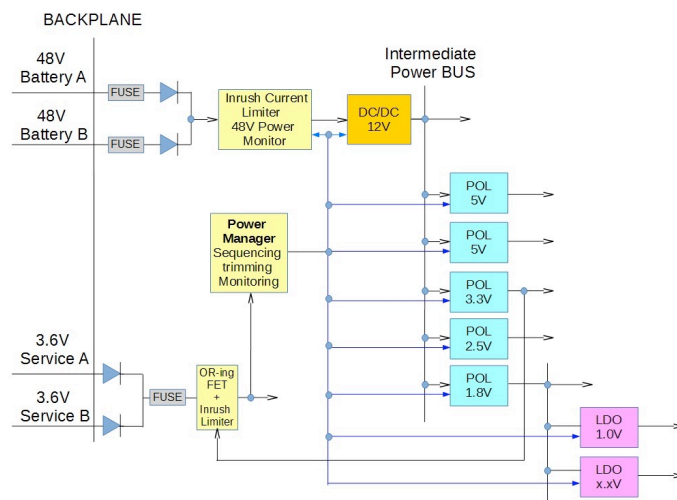 BACKPLANE
48V
Battery A
FUSE
48V
Battery B
FUSE
Inrush Current
Limiter
48V Power
Monitor
DC/DC
12V
Intermediate
Power BUS
POL
5V
POL
5V
POL
3.3V
POL
2.5V
POL
1.8V
Power
Manager
Sequencing
trimming
Monitoring
3.6V
Service A
3.6V
Service B
FUSE
OR-ing
FET
+
Inrush
Limiter
LDO
1.0V
LDO
x.xV